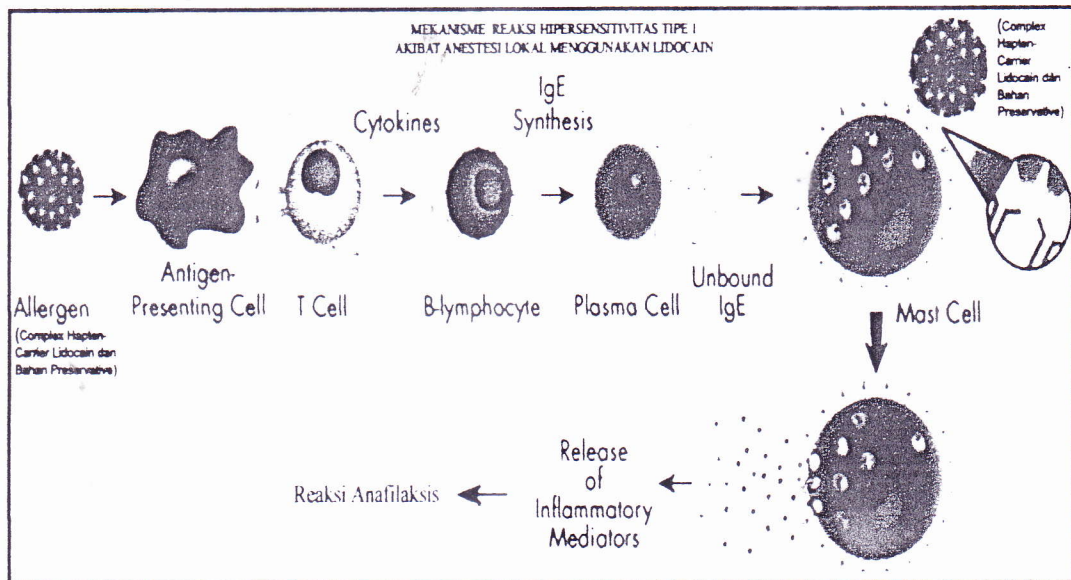 MEKANISME REAKSI HIPERSENSITIVITAS TIPE I
AKIBAT ANESTESI LOKAL MENGGUNAKAN LIDOCAIN
(Complex
Hapten-
Carrier
Lidocain dan
Bahan
Preservative)
Cytokines
IgE
Synthesis
Allergen
(Complex Hapten-
Carrier Lidocain dan
Bahan Preservative)
Antigen-
Presenting Cell
T Cell
B-lymphocyte
Plasma Cell
Unbound
IgE
Mast Cell
Release
of
Inflammatory
Mediators
Reaksi Anafilaksis